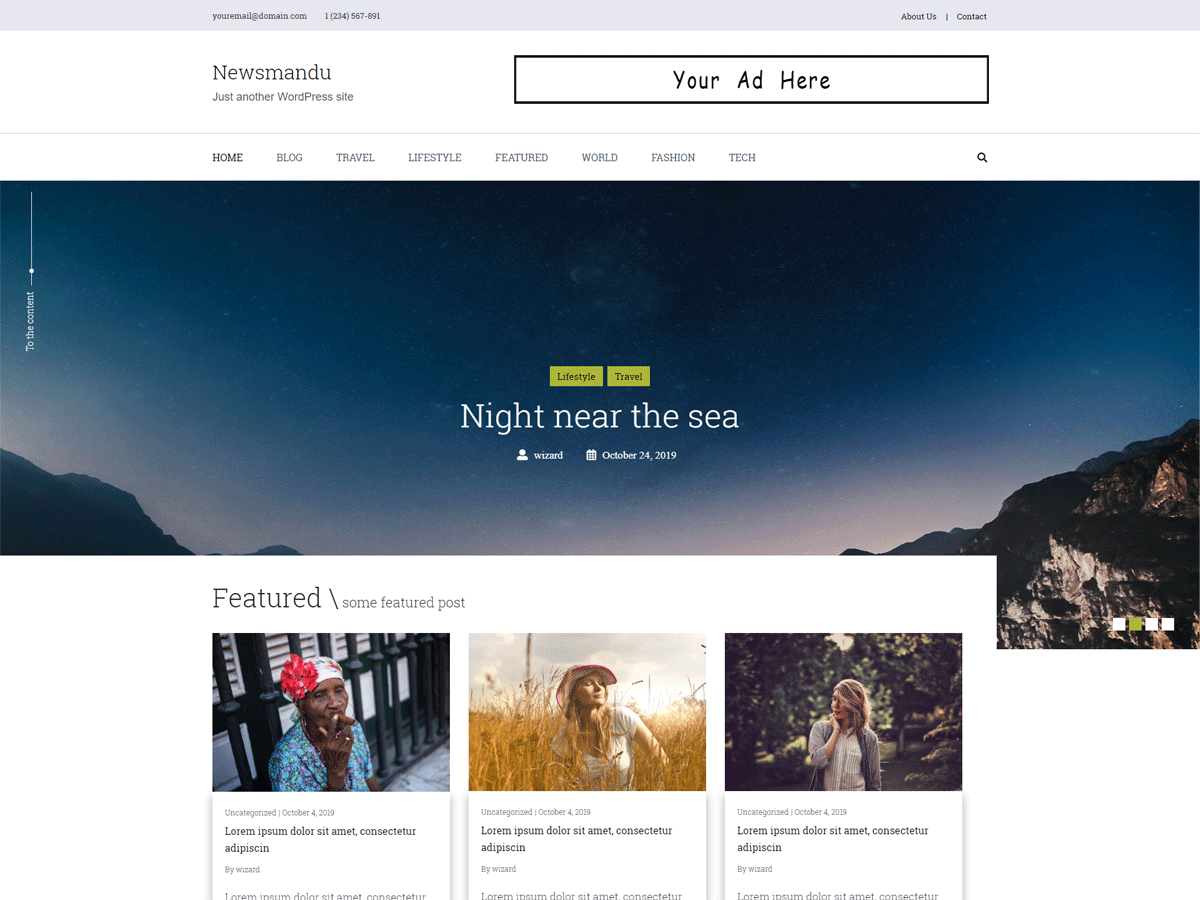 youremail@domain.com 1 (234) 567-891 About Us | Contact
Newsmandu
Just another WordPress site
Your Ad Here
HOME BLOG TRAVEL LIFESTYLE FEATURED WORLD FASHION TECH
To the content
Lifestyle Travel
Night near the sea
wizard October 24, 2019
Featured \ some featured post
Uncategorized | October 4, 2019
Lorem ipsum dolor sit amet, consectetur
adipiscin
By wizard
Lorem ipsum dolor sit amet, consectetur
Uncategorized | October 4, 2019
Lorem ipsum dolor sit amet, consectetur
adipiscin
By wizard
Lorem ipsum dolor sit amet, consectetur
Uncategorized | October 4, 2019
Lorem ipsum dolor sit amet, consectetur
adipiscin
By wizard
Lorem ipsum dolor sit amet, consectetur